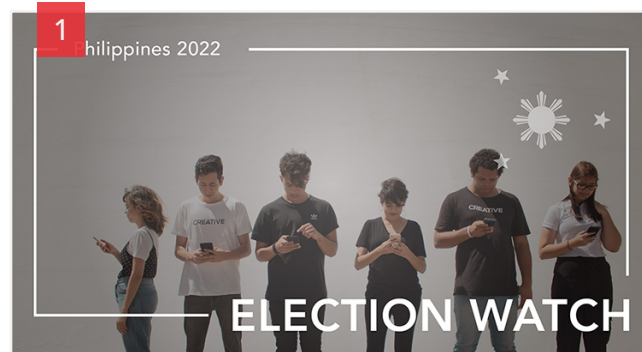 1
Philippines 2022
CREATIVE
CREATIVE
ELECTION WATCH